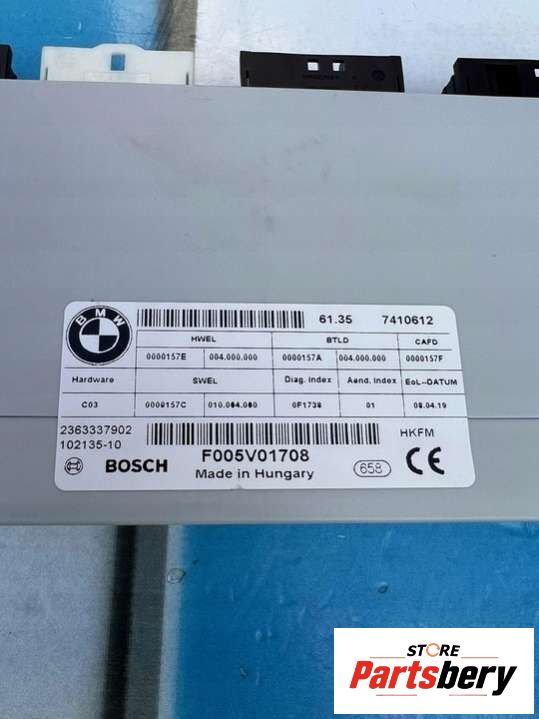 BMW
61.35 7410612
HWEL BTLD CAFD
0000157E 004.000.000 0000157A 004.000.000 0000157F
Hardware SWEL Diag. Index Aend. Index EoL-DATUM
C03 0000157C 010.064.060 0F1738 01 08.04.19
2363337902
102135-10
HKFM
BOSCH F005V01708
Made in Hungary 658 CE
STORE
Partsbery